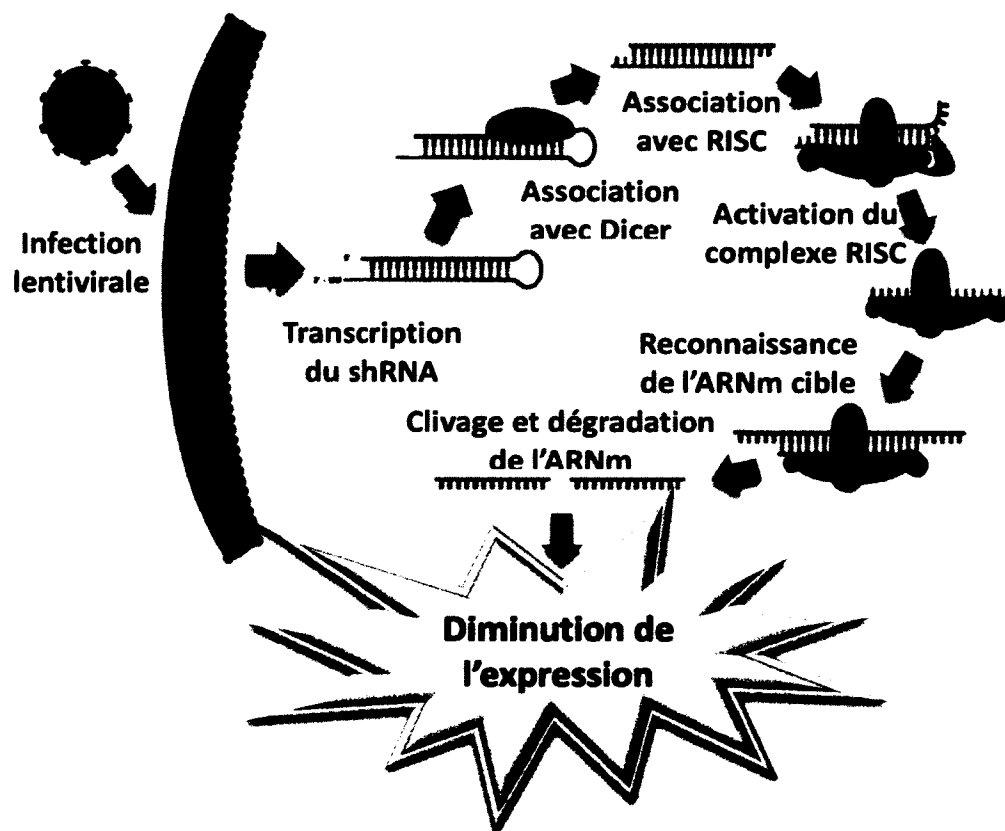 Infection
lentivirale
Transcription
du shRNA
Association
avec Dicer
Association
avec RISC
Activation du
complexe RISC
Reconnaissance
de l'ARNm cible
Clivage et dégradation
de l'ARNm
Diminution de
l'expression